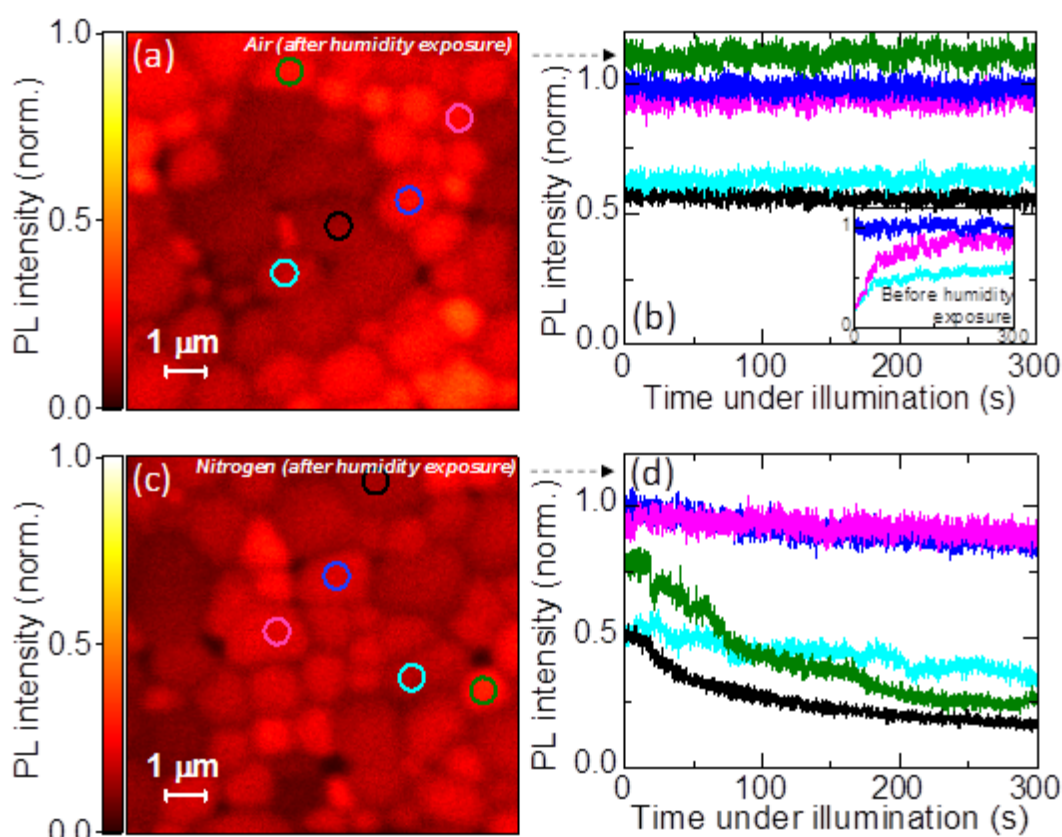 1.0
(a)
Air (after humidity exposure)
PL intensity (norm.)
0.5
1 µm
0.0
1.0
PL intensity (norm.)
0.5
0.0
(b)
1
0
Before humidity
exposure
300
0
100
200
300
Time under illumination (s)
1.0
(c)
Nitrogen (after humidity exposure)
PL intensity (norm.)
0.5
1 µm
0.0
(d)
1.0
PL intensity (norm.)
0.5
0.0
0
100
200
300
Time under illumination (s)